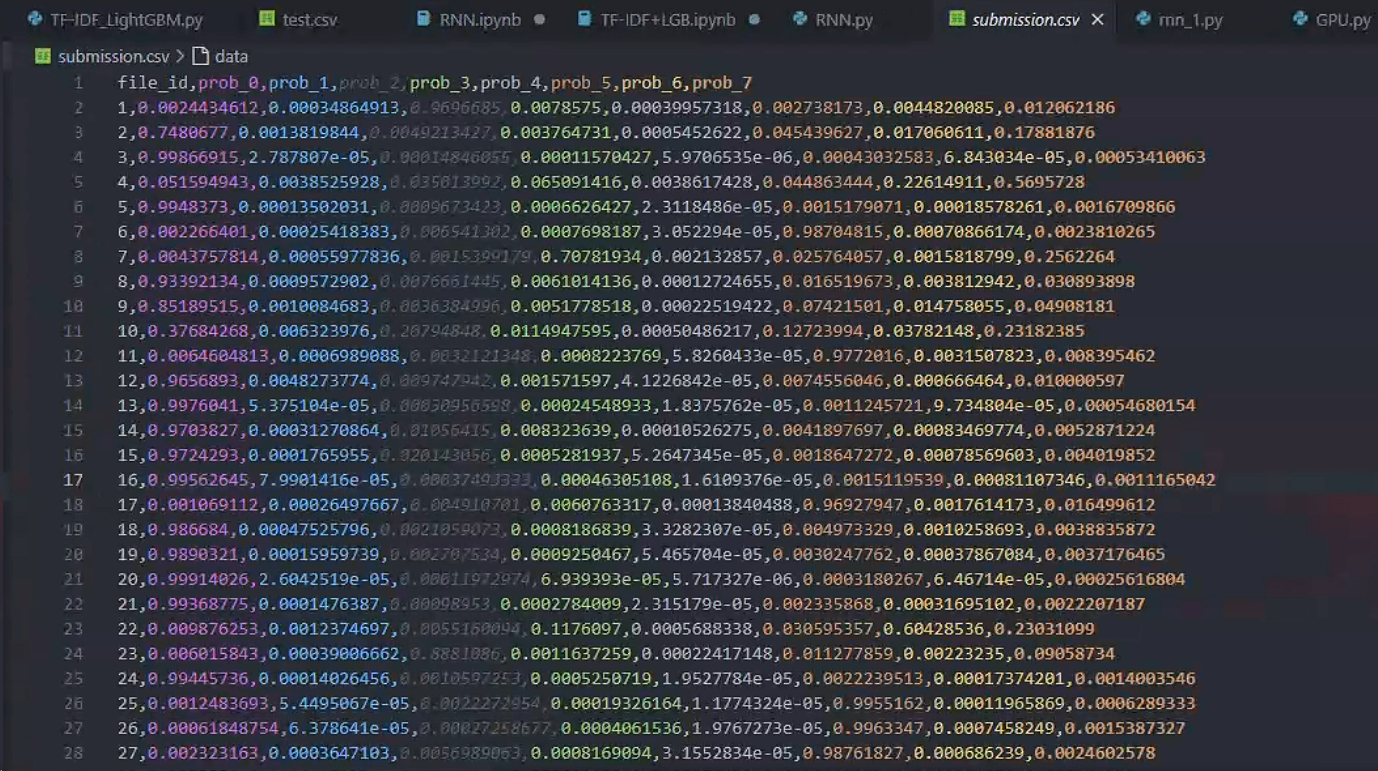 TF-IDF_LightGBM.py test.csv RNN.ipynb TF-IDF+LGB.ipynb RNN.py submission.csv rnn_1.py GPU.py
submission.csv > data
1 file_id,prob_0,prob_1,prob_2,prob_3,prob_4,prob_5,prob_6,prob_7
2 1,0.0024434612,0.00034864913,0.9696685,0.0078575,0.00039957318,0.002738173,0.0044820085,0.012062186
3 2,0.7480677,0.0013819844,0.0049213427,0.003764731,0.0005452622,0.045439627,0.017060611,0.17881876
4 3,0.99866915,2.787807e-05,0.00014846055,0.00011570427,5.9706535e-06,0.00043032583,6.843034e-05,0.00053410063
5 4,0.051594943,0.0038525928,0.035013992,0.065091416,0.0038617428,0.044863444,0.22614911,0.5695728
6 5,0.9948373,0.00013502031,0.0009673423,0.0006626427,2.3118486e-05,0.0015179071,0.00018578261,0.0016709866
7 6,0.002266401,0.00025418383,0.006541302,0.0007698187,3.052294e-05,0.98704815,0.00070866174,0.0023810265
8 7,0.0043757814,0.00055977836,0.0015399179,0.70781934,0.002132857,0.025764057,0.0015818799,0.2562264
9 8,0.93392134,0.0009572902,0.0076661445,0.0061014136,0.00012724655,0.016519673,0.003812942,0.030893898
10 9,0.85189515,0.0010084683,0.0036384996,0.0051778518,0.00022519422,0.07421501,0.014758055,0.04908181
11 10,0.37684268,0.006323976,0.20794848,0.0114947595,0.00050486217,0.12723994,0.03782148,0.23182385
12 11,0.0064604813,0.0006989088,0.0032121348,0.0008223769,5.8260433e-05,0.9772016,0.0031507823,0.008395462
13 12,0.9656893,0.0048273774,0.009747942,0.001571597,4.1226842e-05,0.0074556046,0.000666464,0.010000597
14 13,0.9976041,5.375104e-05,0.00030956598,0.00024548933,1.8375762e-05,0.0011245721,9.734804e-05,0.00054680154
15 14,0.9703827,0.00031270864,0.01056415,0.008323639,0.00010526275,0.0041897697,0.00083469774,0.0052871224
16 15,0.9724293,0.0001765955,0.020143056,0.0005281937,5.2647345e-05,0.0018647272,0.00078569603,0.004019852
17 16,0.99562645,7.9901416e-05,0.00037493333,0.00046305108,1.6109376e-05,0.0015119539,0.00081107346,0.0011165042
18 17,0.001069112,0.00026497667,0.004910701,0.0060763317,0.00013840488,0.96927947,0.0017614173,0.016499612
19 18,0.986684,0.00047525796,0.0021059073,0.0008186839,3.3282307e-05,0.004973329,0.0010258693,0.0038835872
20 19,0.9890321,0.00015959739,0.002707534,0.0009250467,5.465704e-05,0.0030247762,0.00037867084,0.0037176465
21 20,0.99914026,2.6042519e-05,0.00011972974,6.939393e-05,5.717327e-06,0.0003180267,6.46714e-05,0.00025616804
22 21,0.99368775,0.0001476387,0.00098953,0.0002784009,2.315179e-05,0.002335868,0.00031695102,0.0022207187
23 22,0.009876253,0.0012374697,0.0055160094,0.1176097,0.0005688338,0.030595357,0.60428536,0.23031099
24 23,0.006015843,0.00039006662,0.8881086,0.0011637259,0.00022417148,0.011277859,0.00223235,0.09058734
25 24,0.99445736,0.00014026456,0.0010597253,0.0005250719,1.9527784e-05,0.0022239513,0.00017374201,0.0014003546
26 25,0.0012483693,5.4495067e-05,0.0022272954,0.00019326164,1.1774324e-05,0.9955162,0.00011965869,0.0006289333
27 26,0.00061848754,6.378641e-05,0.00027258677,0.0004061536,1.9767273e-05,0.9963347,0.0007458249,0.0015387327
28 27,0.002323163,0.0003647103,0.0056989063,0.0008169094,3.1552834e-05,0.98761827,0.000686239,0.0024602578